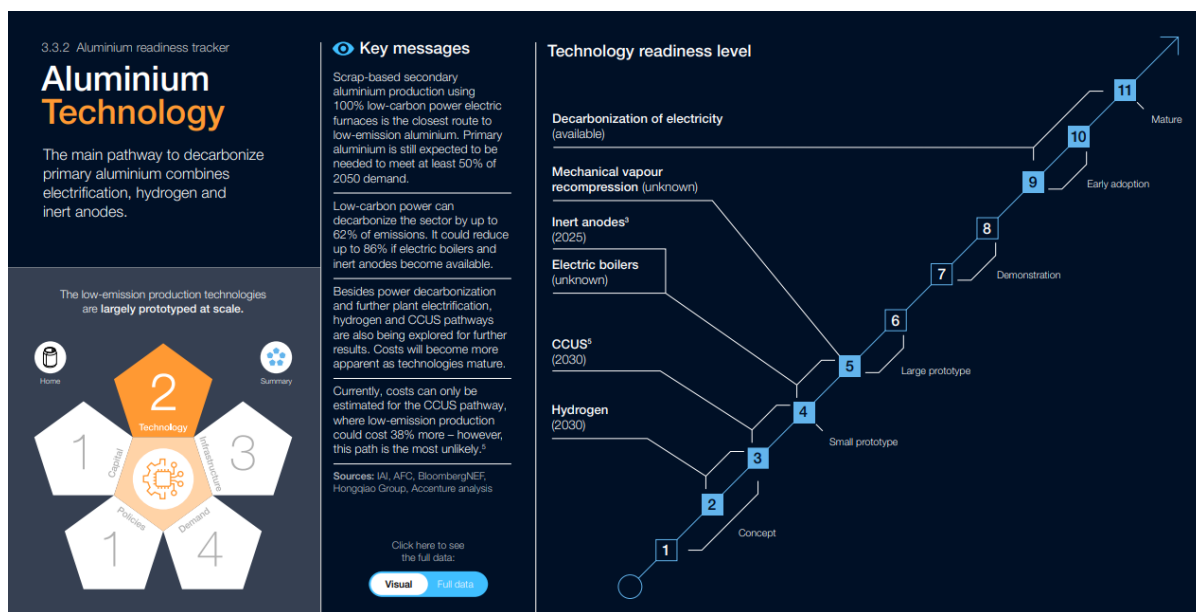 3.3.2 Aluminium readiness tracker
Aluminium
Technology
The main pathway to decarbonize
primary aluminium combines
electrification, hydrogen and
inert anodes.
The low-emission production technologies
are largely prototyped at scale.
Home
Summary
2
Technology
1
Capital
Infrastructure
3
Policies
Demand
1
4
Key messages
Scrap-based secondary
aluminium production using
100% low-carbon power electric
furnaces is the closest route to
low-emission aluminium. Primary
aluminium is still expected to be
needed to meet at least 50% of
2050 demand.
Low-carbon power can
decarbonize the sector by up to
62% of emissions. It could reduce
up to 86% if electric boilers and
inert anodes become available.
Besides power decarbonization
and further plant electrification,
hydrogen and CCUS pathways
are also being explored for further
results. Costs will become more
apparent as technologies mature.
Currently, costs can only be
estimated for the CCUS pathway,
where low-emission production
could cost 38% more – however,
this path is the most unlikely.⁵
Sources: IAI, AFC, BloombergNEF,
Hongqiao Group, Accenture analysis
Click here to see
the full data:
Visual
Full data
Technology readiness level
Decarbonization of electricity
(available)
Mechanical vapour
recompression (unknown)
Inert anodes³
(2025)
Electric boilers
(unknown)
CCUS⁵
(2030)
Hydrogen
(2030)
11
Mature
10
9
Early adoption
8
7
Demonstration
6
5
Large prototype
4
Small prototype
3
2
Concept
1